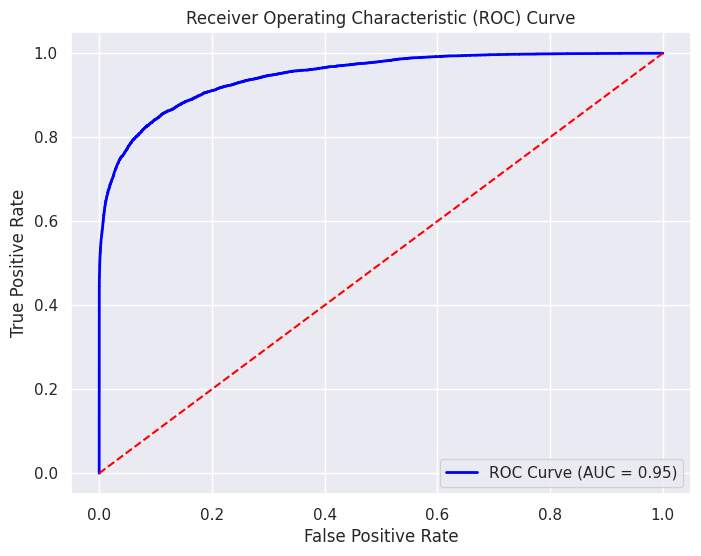 Receiver Operating Characteristic (ROC) Curve
1.0
0.8
0.6
0.4
0.2
0.0
True Positive Rate
ROC Curve (AUC = 0.95)
0.0 0.2 0.4 0.6 0.8 1.0
False Positive Rate